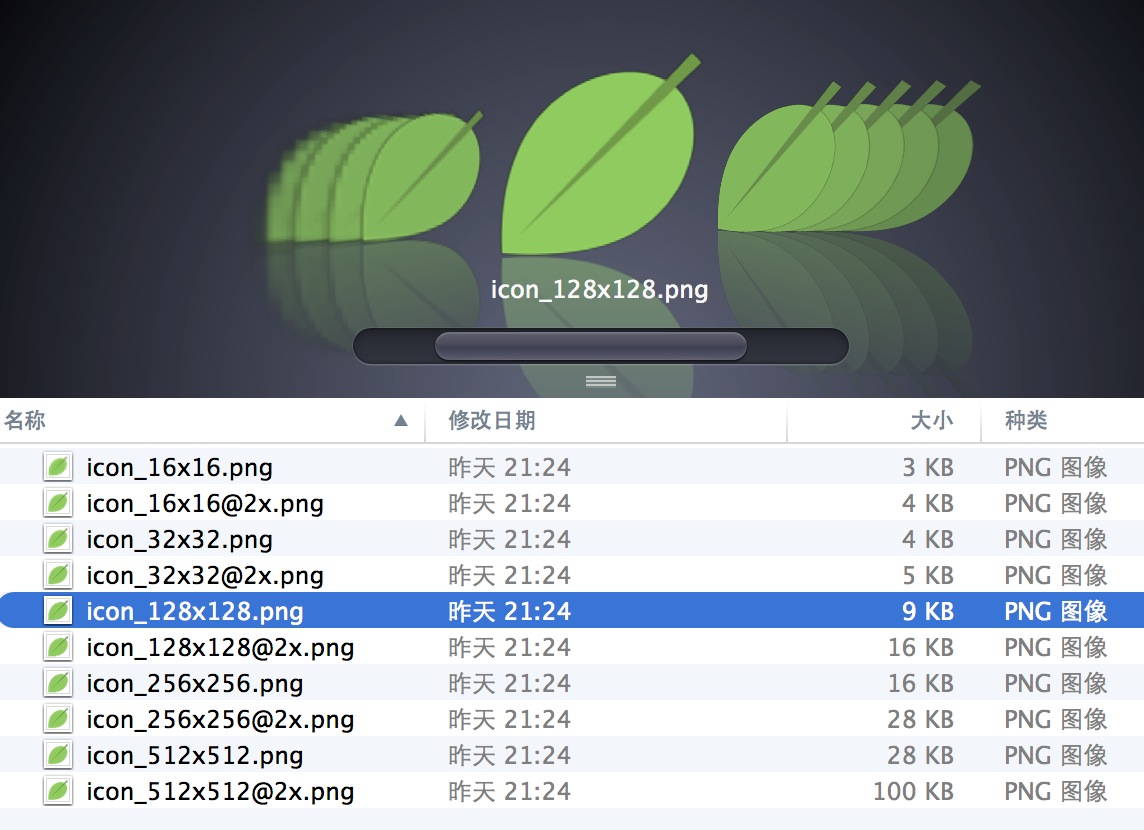 icon_128x128.png
名称 修改日期 大小 种类
icon_16x16.png 昨天 21:24 3 KB PNG 图像
icon_16x16@2x.png 昨天 21:24 4 KB PNG 图像
icon_32x32.png 昨天 21:24 4 KB PNG 图像
icon_32x32@2x.png 昨天 21:24 5 KB PNG 图像
icon_128x128.png 昨天 21:24 9 KB PNG 图像
icon_128x128@2x.png 昨天 21:24 16 KB PNG 图像
icon_256x256.png 昨天 21:24 16 KB PNG 图像
icon_256x256@2x.png 昨天 21:24 28 KB PNG 图像
icon_512x512.png 昨天 21:24 28 KB PNG 图像
icon_512x512@2x.png 昨天 21:24 100 KB PNG 图像